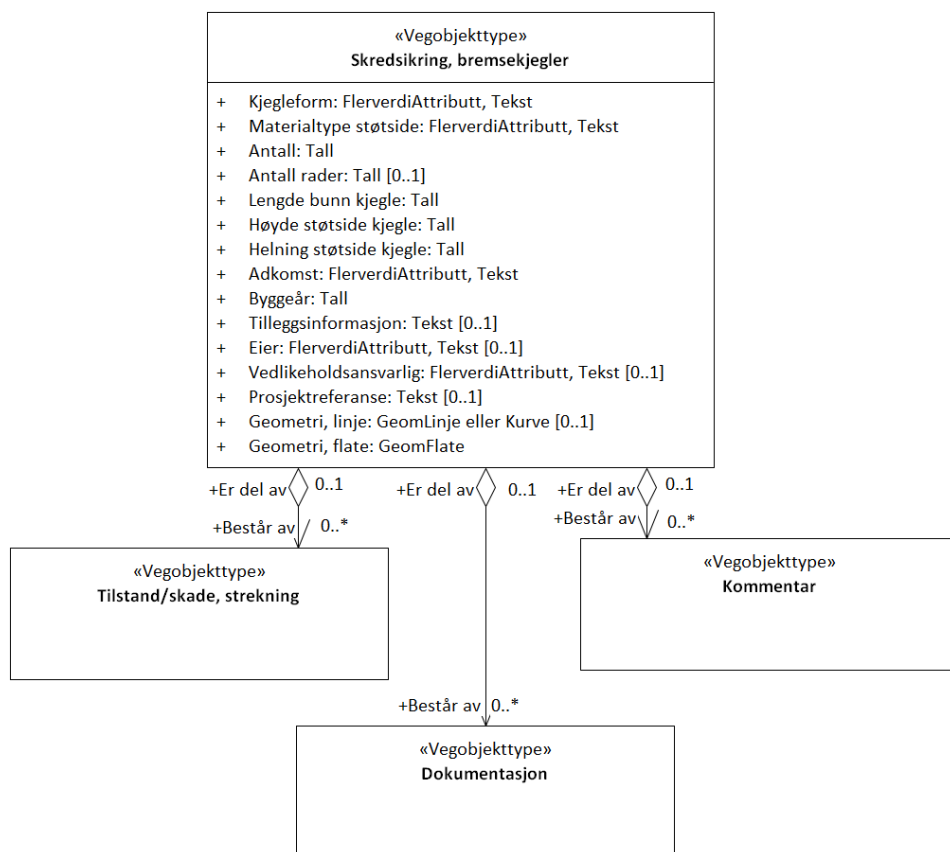 «Vegobjekttype»
Skredsikring, bremsekjegler
+ Kjegleform: FlerverdiAttributt, Tekst
+ Materialtype støtside: FlerverdiAttributt, Tekst
+ Antall: Tall
+ Antall rader: Tall [0..1]
+ Lengde bunn kjegle: Tall
+ Høyde støtside kjegle: Tall
+ Helning støtside kjegle: Tall
+ Adkomst: FlerverdiAttributt, Tekst
+ Byggeår: Tall
+ Tilleggsinformasjon: Tekst [0..1]
+ Eier: FlerverdiAttributt, Tekst [0..1]
+ Vedlikeholdsansvarlig: FlerverdiAttributt, Tekst [0..1]
+ Prosjektreferanse: Tekst [0..1]
+ Geometri, linje: GeomLinje eller Kurve [0..1]
+ Geometri, flate: GeomFlate
+Er del av 0..1 +Er del av 0..1 +Er del av 0..1
+Består av 0..* +Består av 0..*
«Vegobjekttype»
Tilstand/skade, strekning
«Vegobjekttype»
Kommentar
+Består av 0..*
«Vegobjekttype»
Dokumentasjon